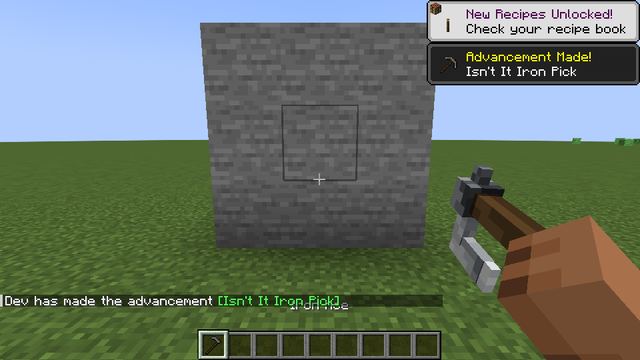 New Recipes Unlocked!
Check your recipe book
Advancement Made!
Isn't It Iron Pick
Dev has made the advancement [Isn't It Iron Pick]